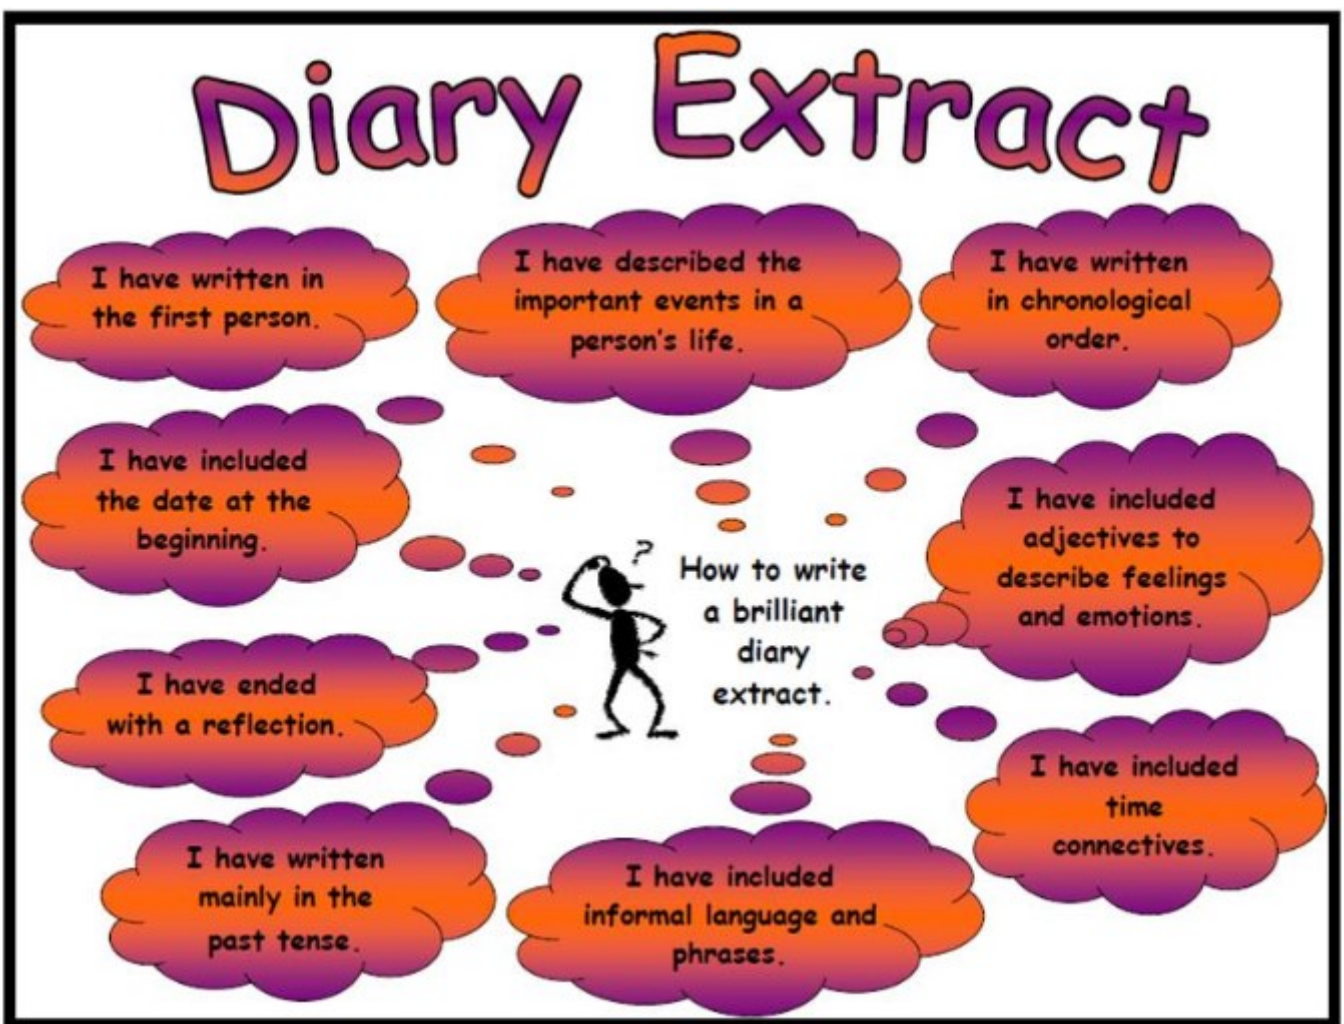 Diary Extract
I have written in
the first person.
I have described the
important events in a
person's life.
I have written
in chronological
order.
I have included
the date at the
beginning.
I have included
adjectives to
describe feelings
and emotions.
?
How to write
a brilliant
diary
extract.
I have ended
with a reflection.
I have included
time
connectives.
I have written
mainly in the
past tense.
I have included
informal language and
phrases.